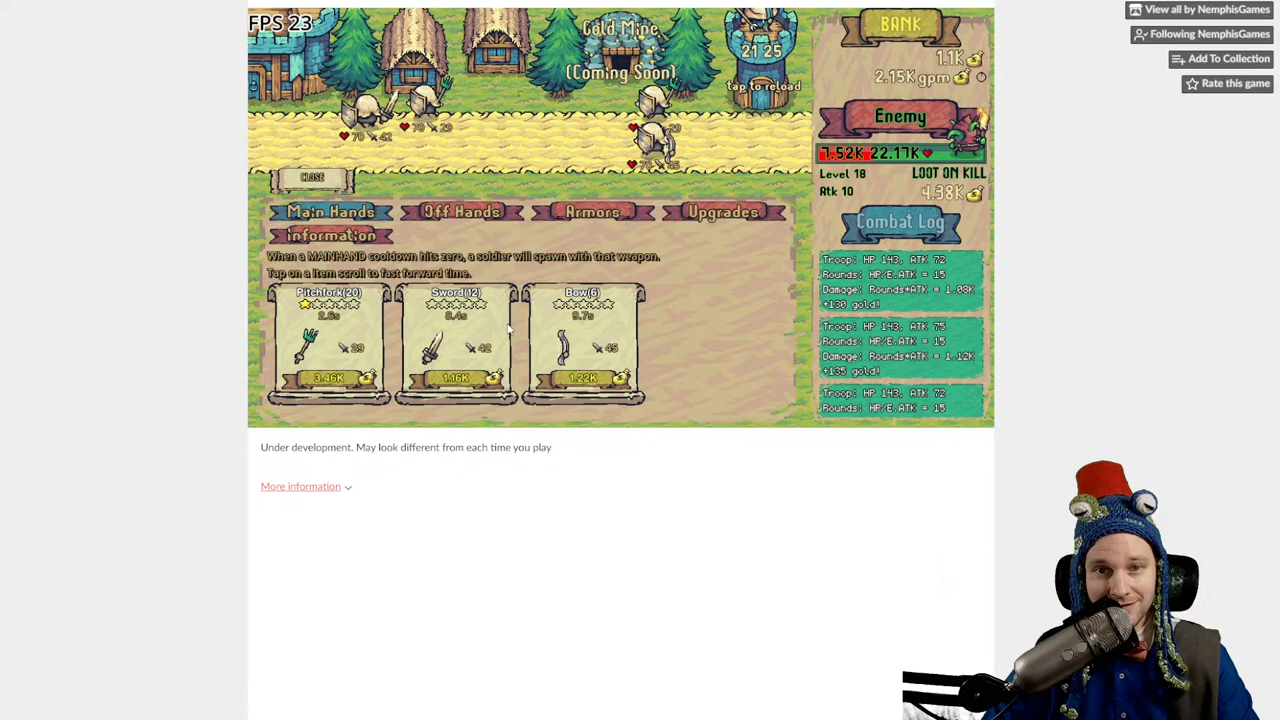 FPS 23
Gold Mine
(Coming Soon)
21 25
tap to reload
BANK
1.1K
2.15K gpm
Enemy
7.52K 22.17K
Level 18
LOOT ON KILL
Atk 10
4.38K
Combat Log
Troop: HP 143, ATK 72
Rounds: HP/E.ATK = 15
Damage: Rounds*ATK = 1.08K
+130 gold!
Troop: HP 143, ATK 75
Rounds: HP/E.ATK = 15
Damage: Rounds*ATK = 1.12K
+135 gold!
Troop: HP 143, ATK 72
Rounds: HP/E.ATK = 15
70 42
70 29
CLOSE
Main Hands
Off Hands
Armors
Upgrades
Information
When a MAINHAND cooldown hits zero, a soldier will spawn with that weapon.
Tap on a item scroll to fast forward time.
Pitchfork(20)
2.6s
29
3.46K
Sword(12)
8.4s
42
1.16K
Bow(6)
9.7s
45
1.22K
Under development. May look different from each time you play
More information
View all by NemphisGames
Following NemphisGames
Add To Collection
Rate this game